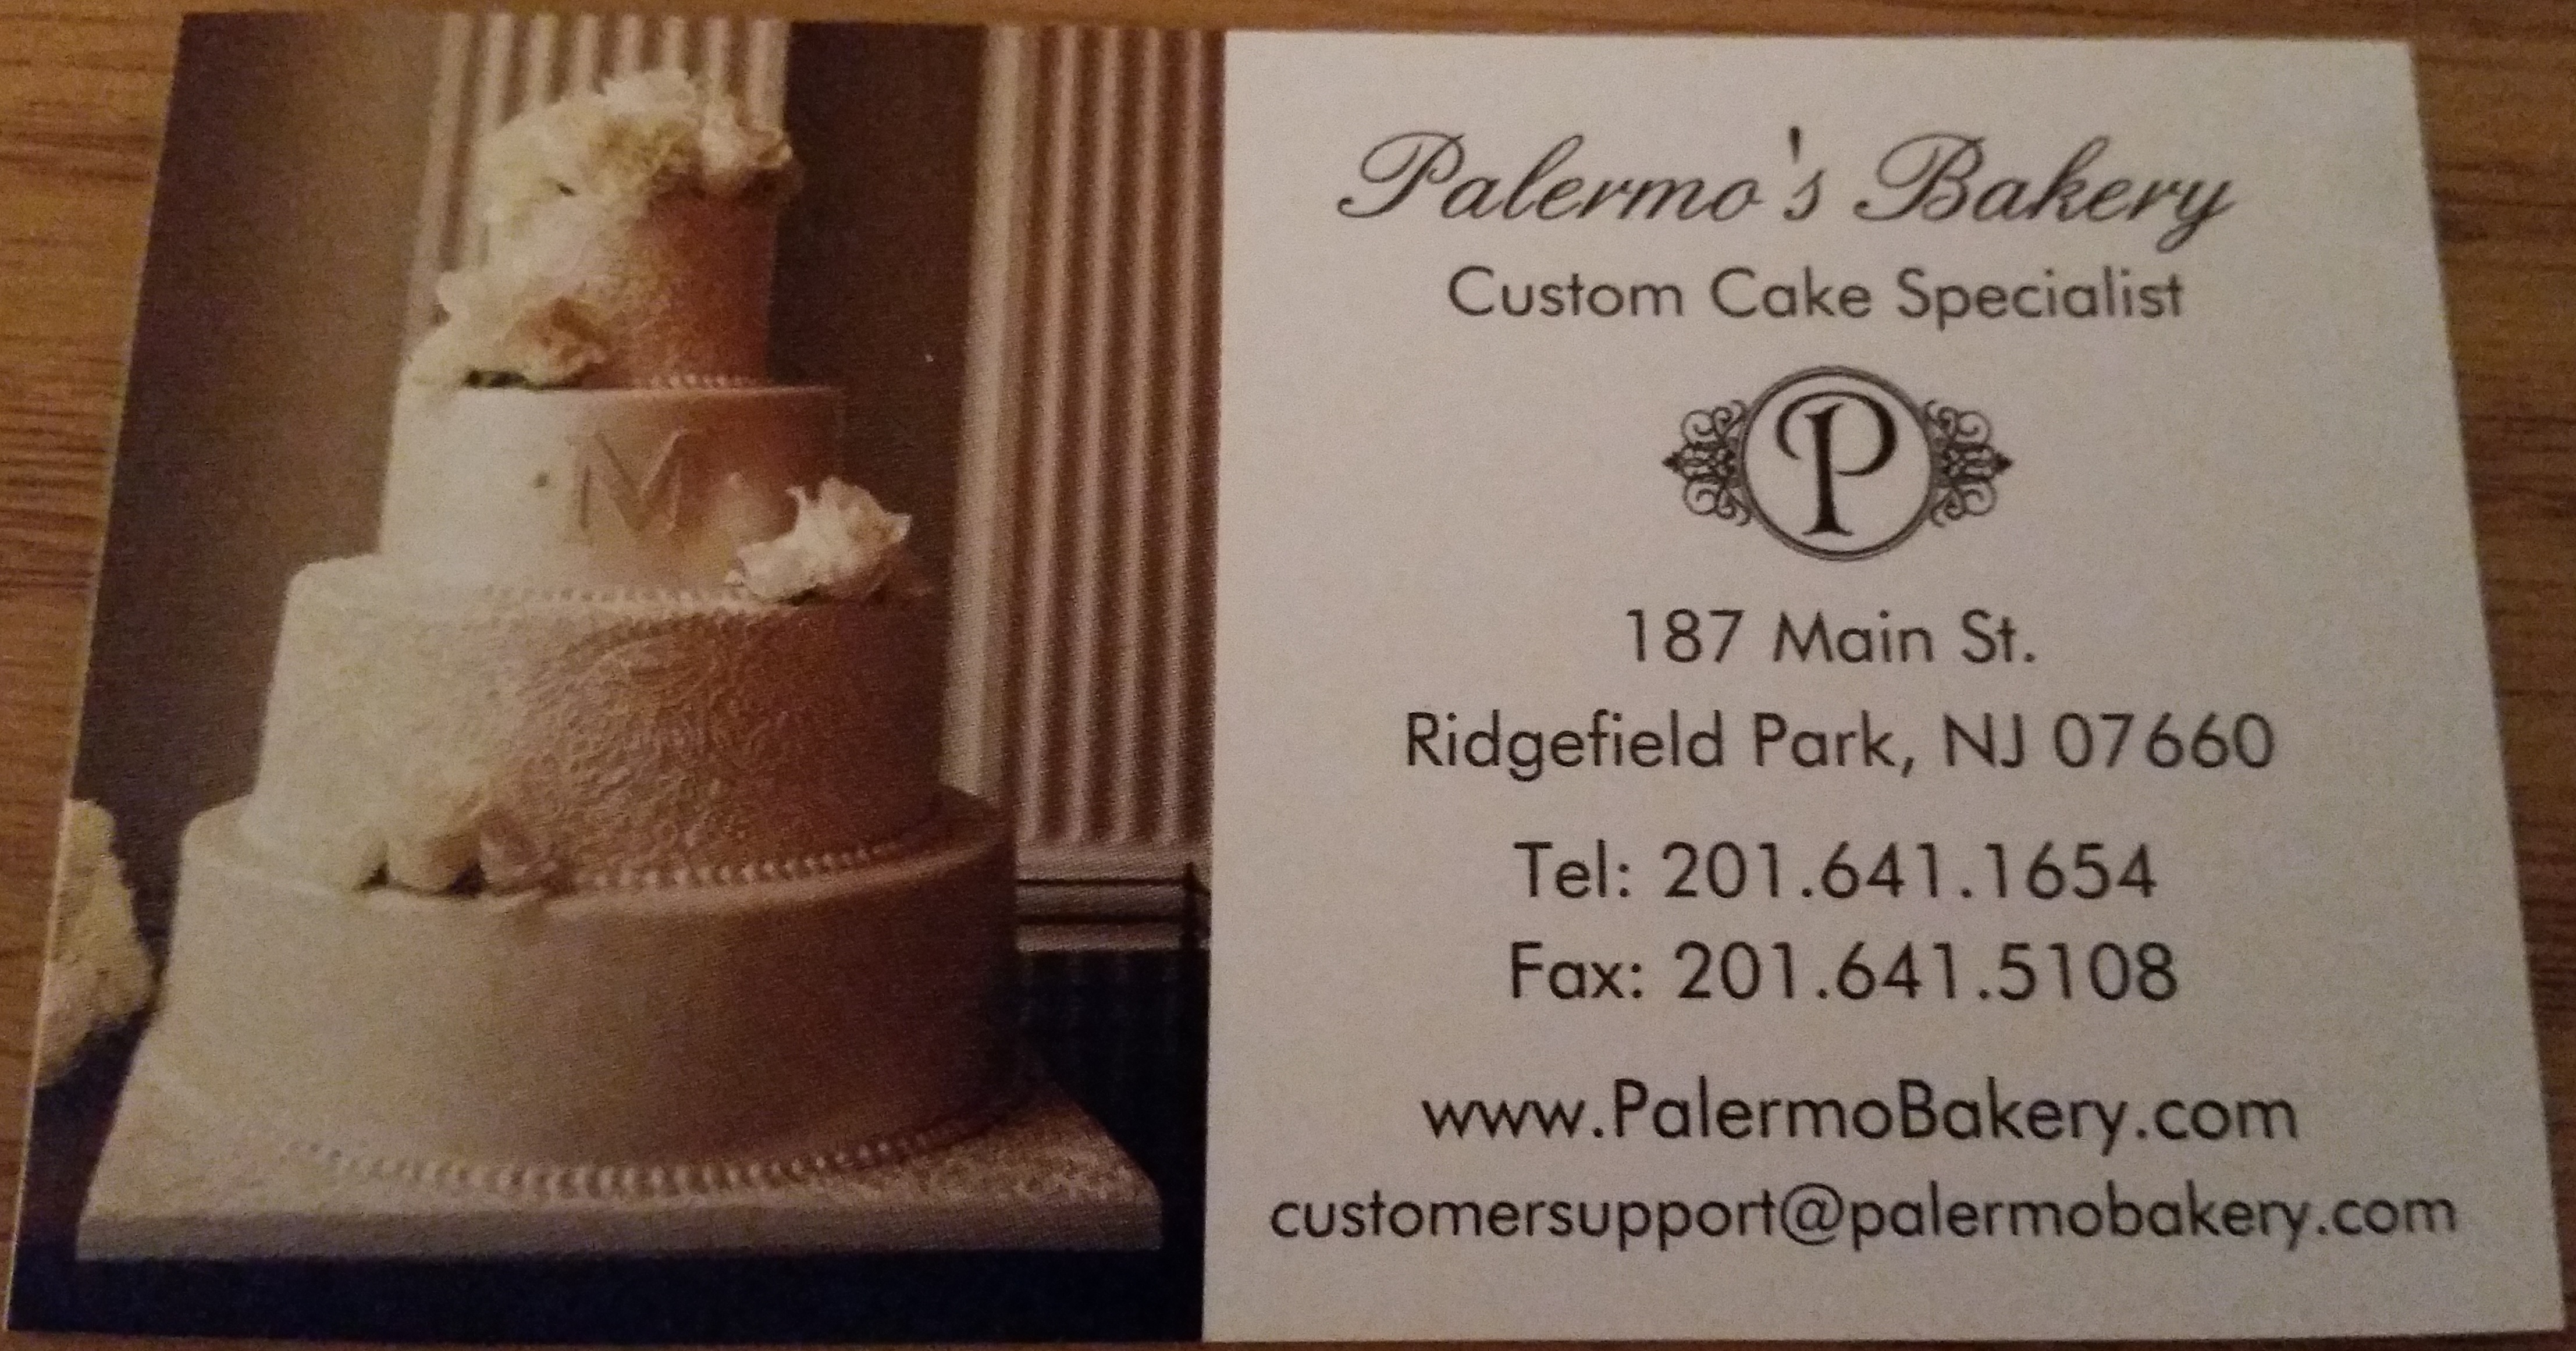 M
Palermo's Bakery
Custom Cake Specialist
P
187 Main St.
Ridgefield Park, NJ 07660
Tel: 201.641.1654
Fax: 201.641.5108
www.PalermoBakery.com
customersupport@palermobakery.com